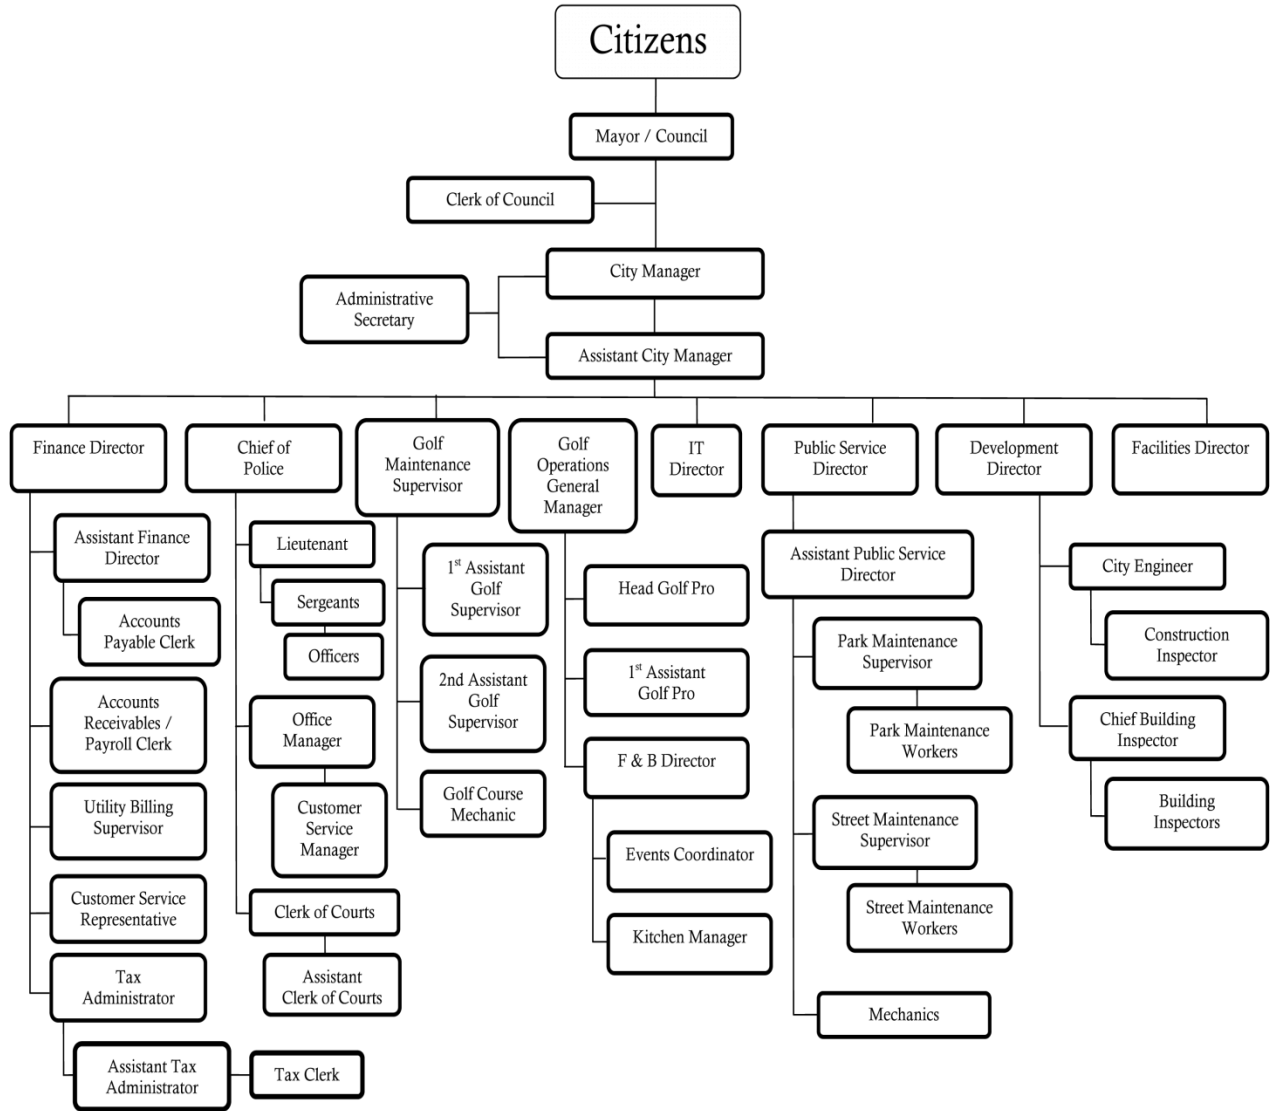 Citizens
Mayor / Council
Clerk of Council
City Manager
Administrative
Secretary
Assistant City Manager
Finance Director
Chief of
Police
Golf
Maintenance
Supervisor
Golf
Operations
General
Manager
IT
Director
Public Service
Director
Development
Director
Facilities Director
Assistant Finance
Director
Accounts
Payable Clerk
Accounts
Receivables /
Payroll Clerk
Utility Billing
Supervisor
Customer Service
Representative
Tax
Administrator
Assistant Tax
Administrator
Tax Clerk
Lieutenant
Sergeants
Officers
Office
Manager
Customer
Service
Manager
Clerk of Courts
Assistant
Clerk of Courts
1st Assistant
Golf
Supervisor
2nd Assistant
Golf
Supervisor
Golf Course
Mechanic
Head Golf Pro
1st Assistant
Golf Pro
F & B Director
Events Coordinator
Kitchen Manager
Assistant Public Service
Director
Park Maintenance
Supervisor
Park Maintenance
Workers
Street Maintenance
Supervisor
Street Maintenance
Workers
Mechanics
City Engineer
Construction
Inspector
Chief Building
Inspector
Building
Inspectors